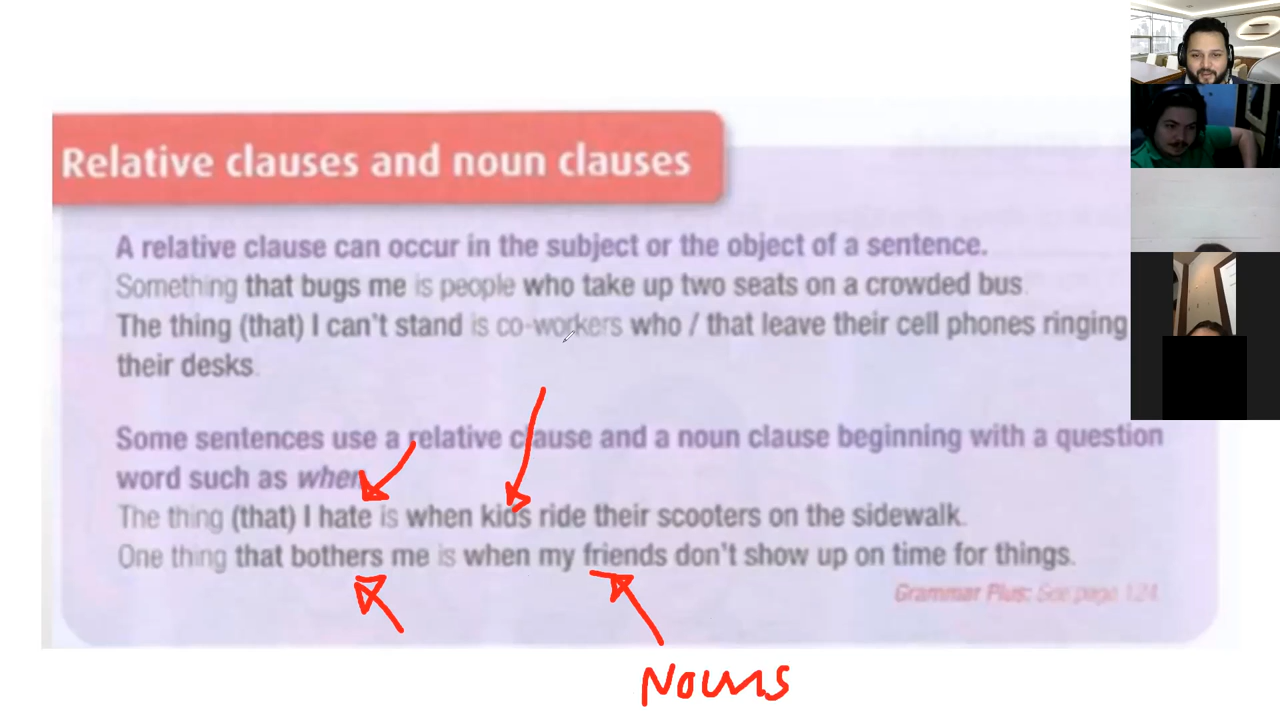 Relative clauses and noun clauses
A relative clause can occur in the subject or the object of a sentence.
Something that bugs me is people who take up two seats on a crowded bus.
The thing (that) I can't stand is co-workers who / that leave their cell phones ringing
their desks.
Some sentences use a relative clause and a noun clause beginning with a question
word such as when
The thing (that) I hate is when kids ride their scooters on the sidewalk.
One thing that bothers me is when my friends don't show up on time for things.
Grammar Plus: See page 124
Nouns